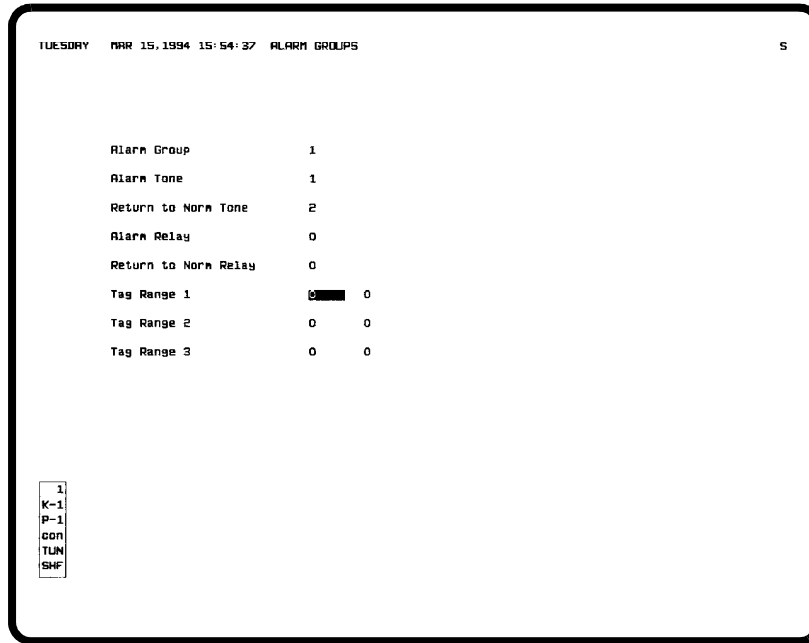 TUESDAY MAR 15,1994 15:54:37 ALARM GROUPS S
Alarm Group 1
Alarm Tone 1
Return to Norm Tone 2
Alarm Relay 0
Return to Norm Relay 0
Tag Range 1 0 0
Tag Range 2 0 0
Tag Range 3 0 0
1
K-1
P-1
con
TUN
SHF